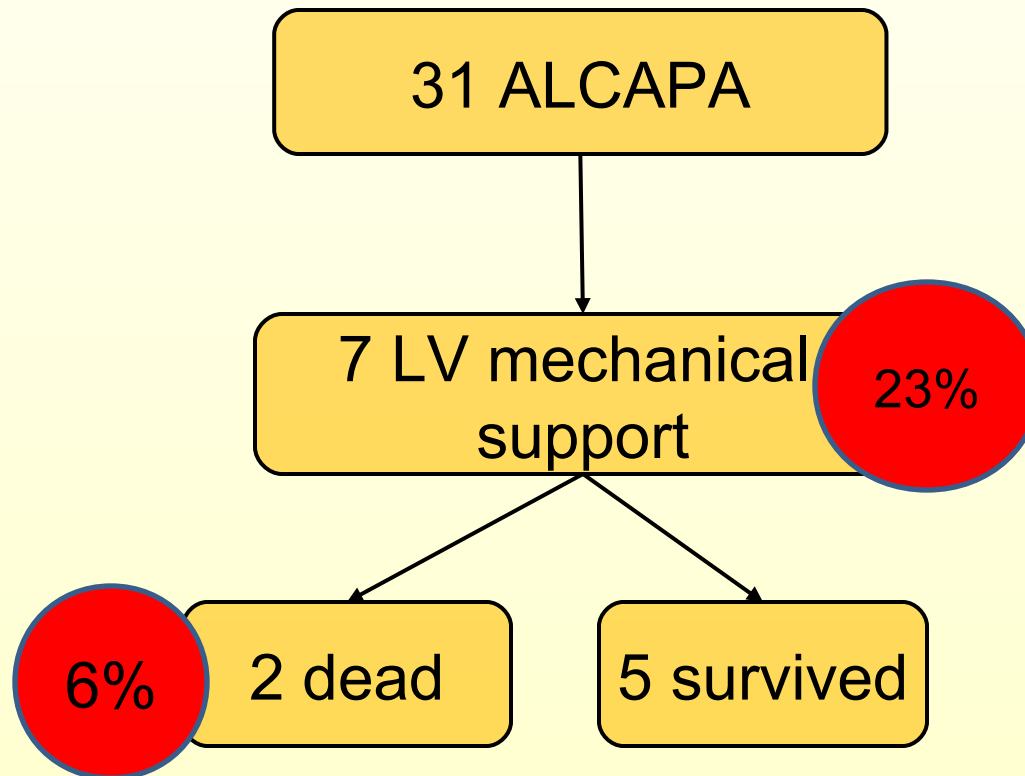 31 ALCAPA
7 LV mechanical
support
23%
6%
2 dead
5 survived